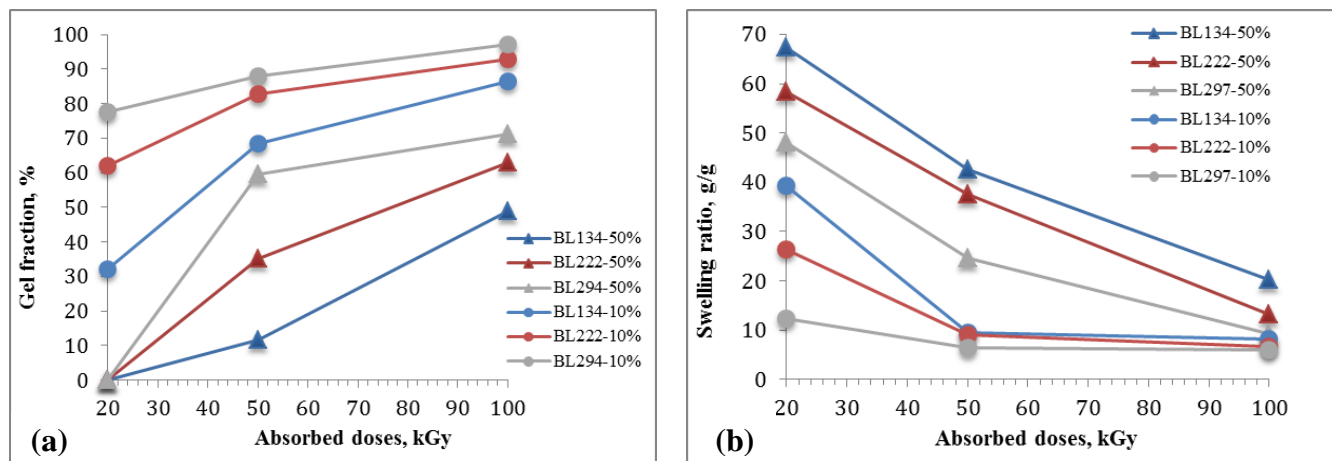 100
90
80
70
60
50
40
30
20
10
0
Gel fraction, %
BL134-50%
BL222-50%
BL294-50%
BL134-10%
BL222-10%
BL294-10%
20 30 40 50 60 70 80 90 100
(a) Absorbed doses, kGy
70
60
50
40
30
20
10
0
Swelling ratio, g/g
BL134-50%
BL222-50%
BL297-50%
BL134-10%
BL222-10%
BL297-10%
20 30 40 50 60 70 80 90 100
(b) Absorbed doses, kGy